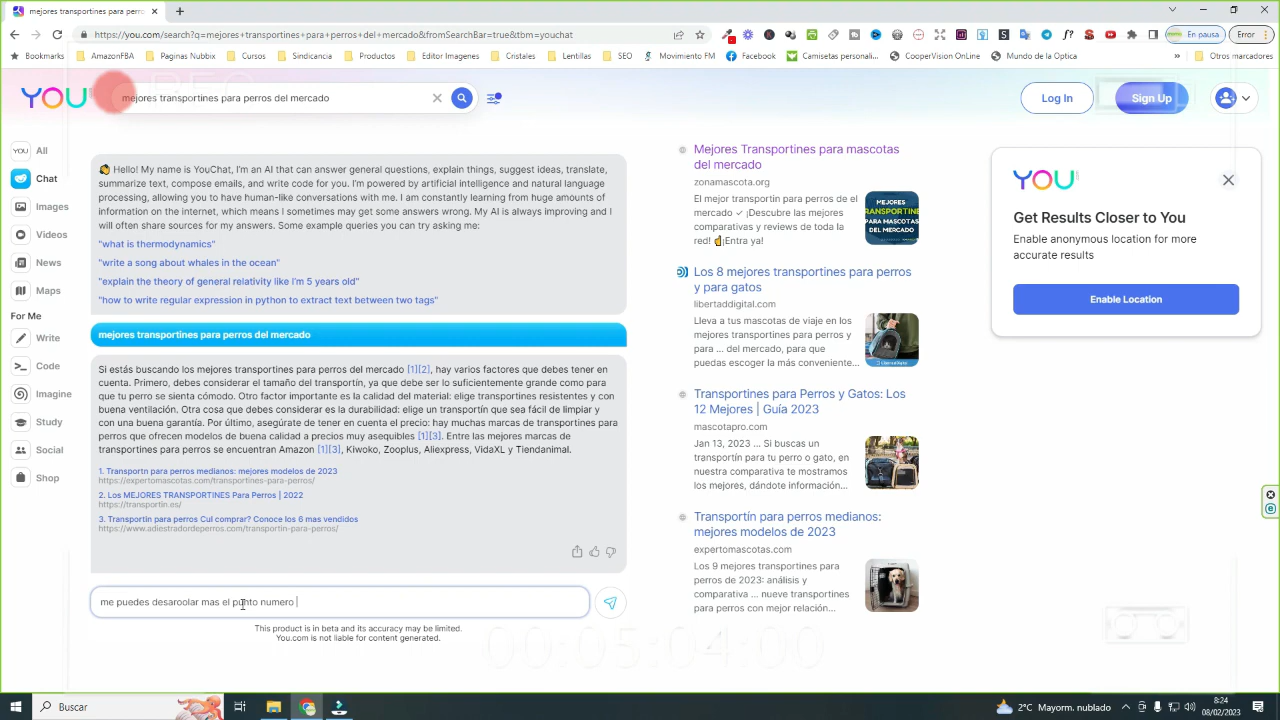 mejores transportines para perro
https://you.com/search?q=mejores+transportines+para+perros+del+mercado&fromSearchBar=true&tbm=youchat
En pausa
Error
Bookmarks
AmazonFBA
Paginas Nubbix
Cursos
Sindicancia
Productos
Editor Imagenes
Cristales
Lentillas
SEO
Movimiento FM
Facebook
Camisetas personali...
CooperVision OnLine
Mundo de la Optica
»
Otros marcadores
YOU
mejores transportines para perros del mercado
Log In
Sign Up
YOU All
Chat
Images
Videos
News
Maps
For Me
Write
Code
Imagine
Study
Social
Shop
Hello! My name is YouChat, I'm an AI that can answer general questions, explain things, suggest ideas, translate,
summarize text, compose emails, and write code for you. I'm powered by artificial intelligence and natural language
processing, allowing you to have human-like conversations with me. I am constantly learning from huge amounts of
information on the internet, which means I sometimes may get some answers wrong. My AI is always improving and I
will often share sources for my answers. Some example queries you can try asking me:
"what is thermodynamics"
"write a song about whales in the ocean"
"explain the theory of general relativity like I'm 5 years old"
"how to write regular expression in python to extract text between two tags"
mejores transportines para perros del mercado
Si estás buscando los mejores transportines para perros del mercado [1][2], hay varios factores que debes tener en
cuenta. Primero, debes considerar el tamaño del transportín, ya que debe ser lo suficientemente grande como para
que tu perro se sienta cómodo. Otro factor importante es la calidad del material: elige transportines resistentes y con
buena ventilación. Otra cosa que debes considerar es la durabilidad: elige un transportín que sea fácil de limpiar y
con una buena garantía. Por último, asegúrate de tener en cuenta el precio: hay muchas marcas de transportines para
perros que ofrecen modelos de buena calidad a precios muy asequibles [1][3]. Entre las mejores marcas de
transportines para perros se encuentran Amazon [1][3], Kiwoko, Zooplus, Aliexpress, VidaXL y Tiendanimal.
1. Transportn para perros medianos: mejores modelos de 2023
https://expertomascotas.com/transportines-para-perros/
2. Los MEJORES TRANSPORTINES Para Perros | 2022
https://transportin.es/
3. Transportin para perros Cul comprar? Conoce los 6 mas vendidos
https://www.adiestradordeperros.com/transportin-para-perros/
me puedes desaroolar mas el punto numero
This product is in beta and its accuracy may be limited.
You.com is not liable for content generated.
Mejores Transportines para mascotas
del mercado
zonamascota.org
El mejor transportin para perros de el
mercado ✓ ¡Descubre las mejores
comparativas y reviews de toda la
red! ¡Entra ya!
MEJORES
TRANSPORTINES
PARA MASCOTAS
DEL MERCADO
Los 8 mejores transportines para perros
y para gatos
libertaddigital.com
Lleva a tus mascotas de viaje en los
mejores transportines para perros y
para ... del mercado, para que
puedas escoger la más conveniente...
Transportines para Perros y Gatos: Los
12 Mejores | Guía 2023
mascotapro.com
Jan 13, 2023 ... Si buscas un
transportín para tu perro o gato, en
nuestra comparativa te mostramos
los mejores, dándote información...
Transportín para perros medianos:
mejores modelos de 2023
expertomascotas.com
Los 9 mejores transportines para
perros de 2023: análisis y
comparativa ... nueve transportines
para perros con mejor relación...
YOU
Get Results Closer to You
Enable anonymous location for more
accurate results
Enable Location
00:05:04:00
Buscar
2°C Mayorm. nublado
8:24
08/02/2023